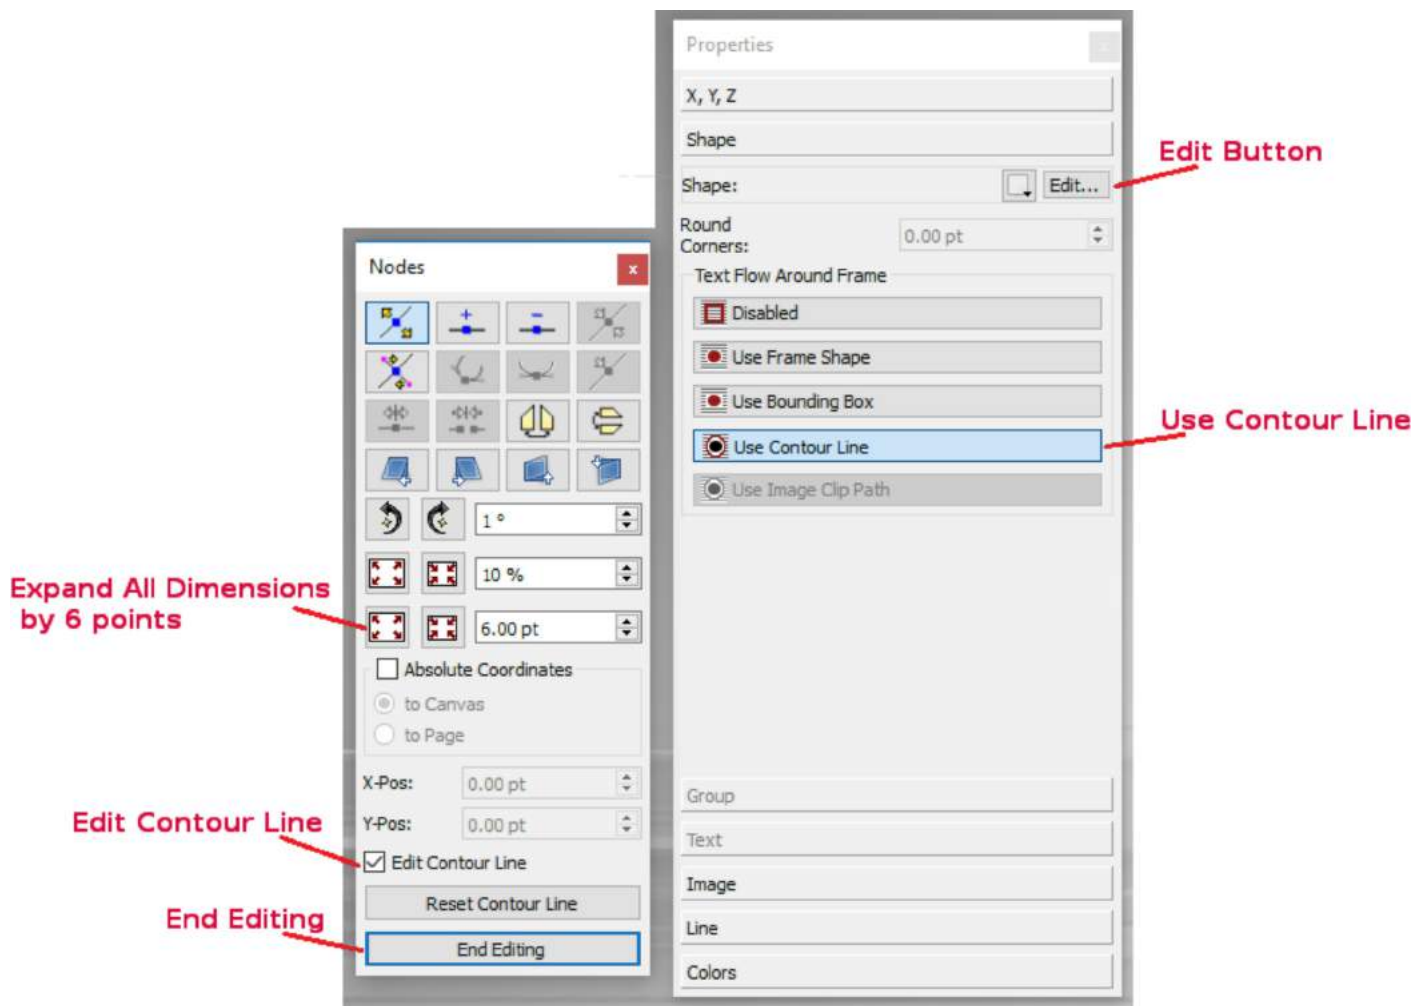 Properties
X, Y, Z
Shape
Edit Button
Shape:
Edit...
Round
Corners:
0.00 pt
Text Flow Around Frame
Disabled
Use Frame Shape
Use Bounding Box
Use Contour Line
Use Contour Line
Use Image Clip Path
Group
Text
Image
Line
Colors
Nodes
x
1 °
10 %
Expand All Dimensions
by 6 points
6.00 pt
Absolute Coordinates
to Canvas
to Page
X-Pos:
0.00 pt
Edit Contour Line
Y-Pos:
0.00 pt
Edit Contour Line
Reset Contour Line
End Editing
End Editing